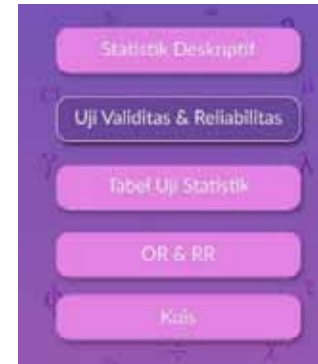 Statistik Deskriptif
Uji Validitas & Reliabilitas
Tabel Uji Statistik
OR & RR
Kuis